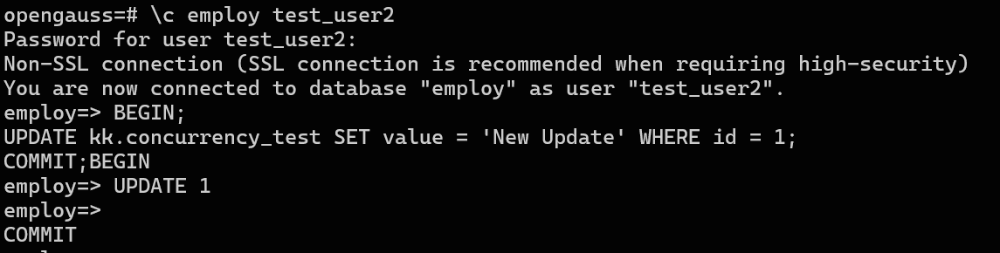 opengauss=# \c employ test_user2
Password for user test_user2:
Non-SSL connection (SSL connection is recommended when requiring high-security)
You are now connected to database "employ" as user "test_user2".
employ=> BEGIN;
UPDATE kk.concurrency_test SET value = 'New Update' WHERE id = 1;
COMMIT;BEGIN
employ=> UPDATE 1
employ=>
COMMIT